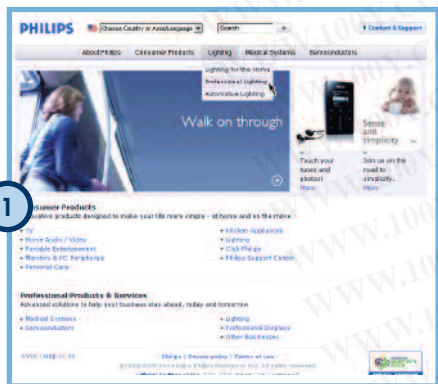 PHILIPS
Choose Country or Area/Language
Search
Contact & Support
About Philips Consumer Products Lighting Medical Systems Semiconductors
Lighting for the Home
Professional Lighting
Automotive Lighting
Walk on through
Sense
and
simplicity
Touch your
tunes and
photos!
More
Join us on the
road to
simplicity.
More
1
Consumer Products
Innovative products designed to make your life more simple - at home and on the move
TV
Home Audio / Video
Portable Entertainment
Monitors & PC Peripherals
Personal Care
Kitchen Appliances
Lighting
Club Philips
Philips Support Center
Professional Products & Services
Advanced solutions to help your business stay ahead, today and tomorrow
Medical Systems
Semiconductors
Lighting
Professional Displays
Other Businesses
Philips | Privacy policy | Terms of use
WWW.100Y.C